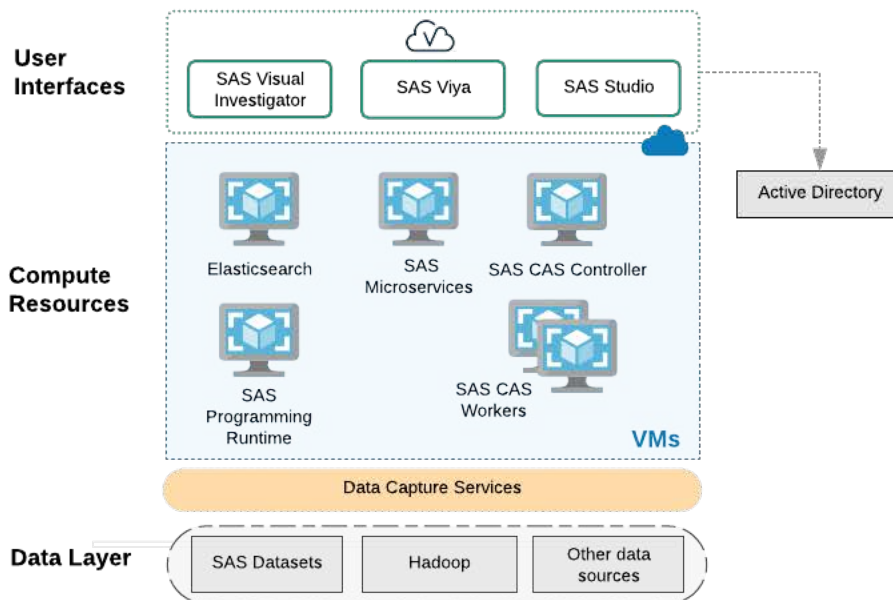 User
Interfaces
SAS Visual
Investigator
SAS Viya
SAS Studio
Active Directory
Compute
Resources
Elasticsearch
SAS
Microservices
SAS CAS Controller
SAS
Programming
Runtime
SAS CAS
Workers
VMs
Data Capture Services
Data Layer
SAS Datasets
Hadoop
Other data
sources